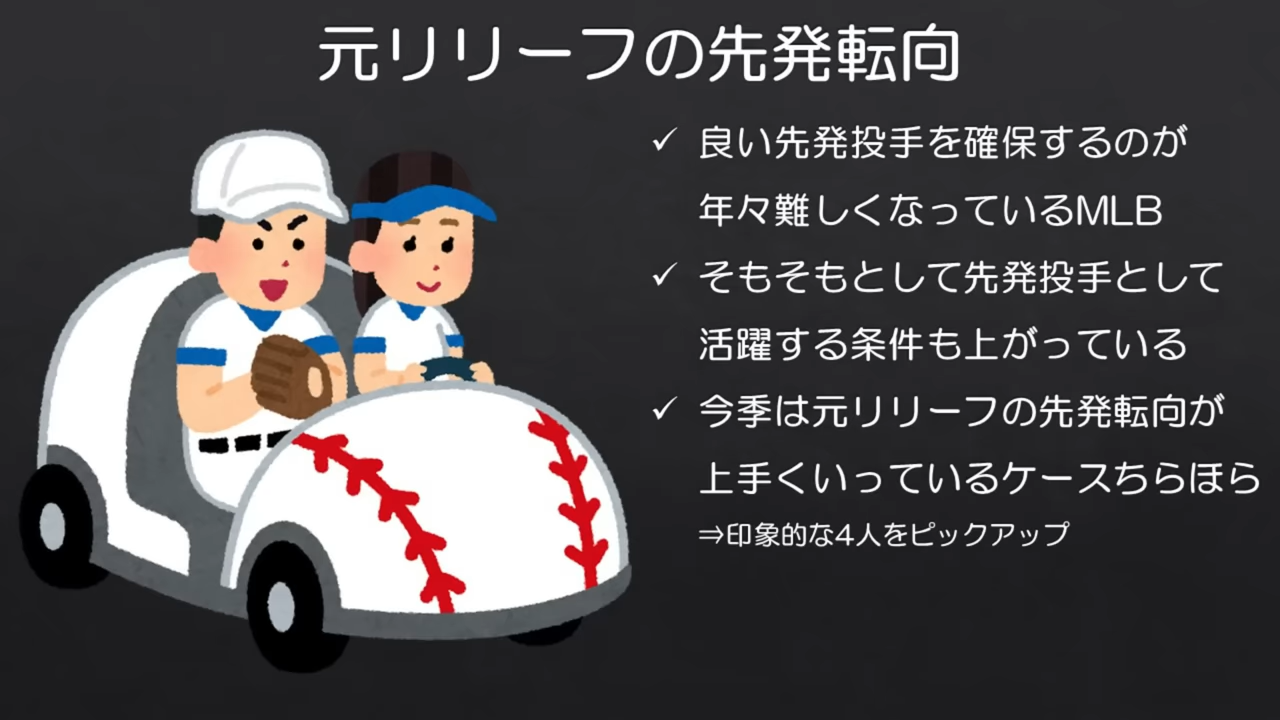 元リリーフの先発転向
✓ 良い先発投手を確保するのが
年々難しくなっているMLB
✓ そもそもとして先発投手として
活躍する条件も上がっている
✓ 今季は元リリーフの先発転向が
上手くいっているケースちらほら
⇒印象的な4人をピックアップ